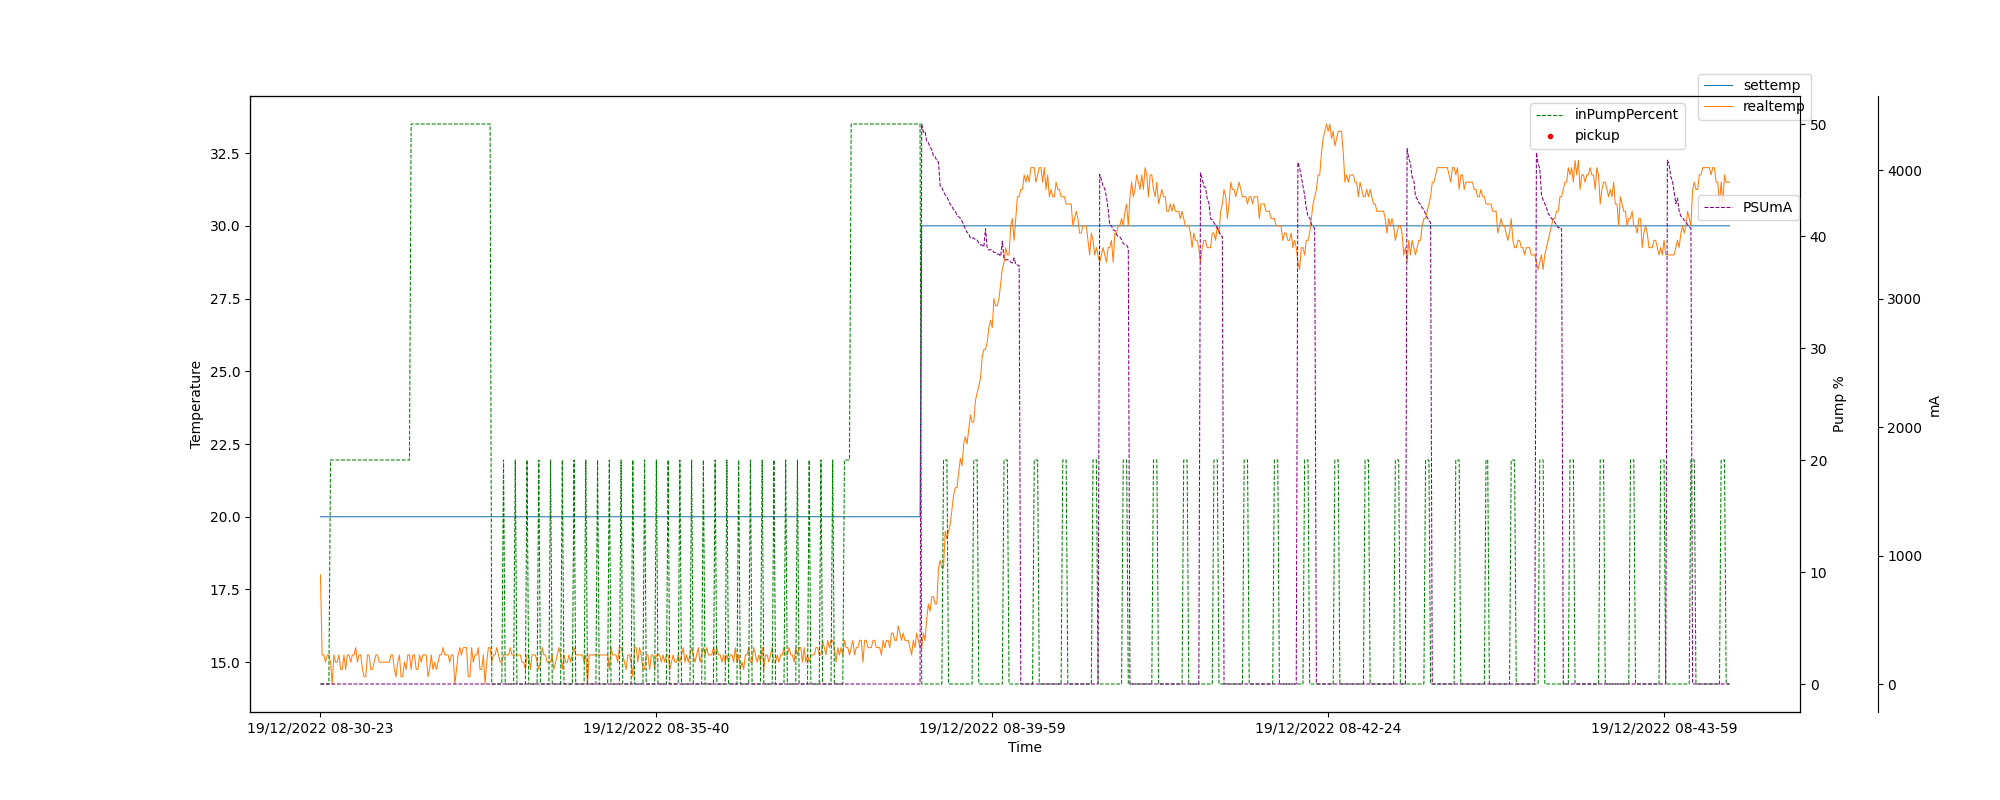 settemp
realtemp
inPumpPercent
pickup
PSUmA
32.5
30.0
27.5
25.0
22.5
20.0
17.5
15.0
Temperature
50
40
30
20
10
0
Pump %
4000
3000
2000
1000
0
mA
19/12/2022 08-30-23
19/12/2022 08-35-40
19/12/2022 08-39-59
19/12/2022 08-42-24
19/12/2022 08-43-59
Time